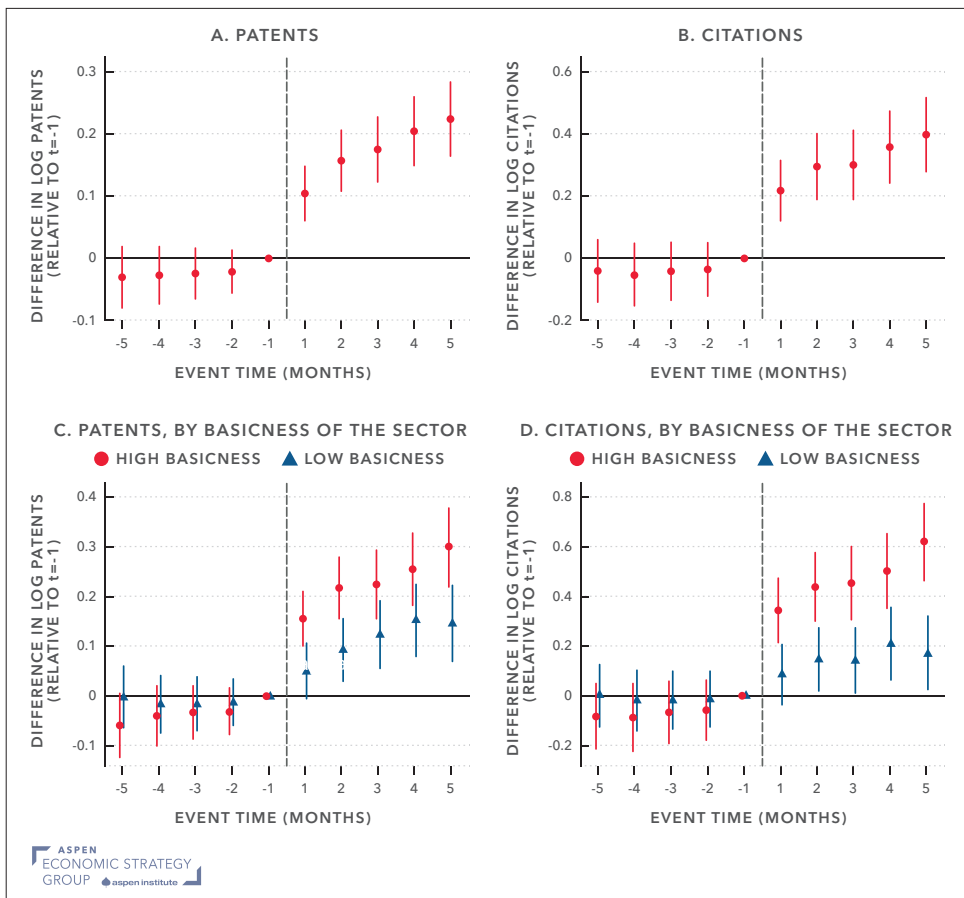 A. PATENTS
DIFFERENCE IN LOG PATENTS
(RELATIVE TO t=-1)
0.3
0.2
0.1
0
-0.1
-5 -4 -3 -2 -1 1 2 3 4 5
EVENT TIME (MONTHS)
B. CITATIONS
DIFFERENCE IN LOG CITATIONS
(RELATIVE TO t=-1)
0.6
0.4
0.2
0
-0.2
-5 -4 -3 -2 -1 1 2 3 4 5
EVENT TIME (MONTHS)
C. PATENTS, BY BASICNESS OF THE SECTOR
HIGH BASICNESS LOW BASICNESS
DIFFERENCE IN LOG PATENTS
(RELATIVE TO t=-1)
0.4
0.3
0.2
0.1
0
-0.1
-5 -4 -3 -2 -1 1 2 3 4 5
EVENT TIME (MONTHS)
D. CITATIONS, BY BASICNESS OF THE SECTOR
HIGH BASICNESS LOW BASICNESS
DIFFERENCE IN LOG CITATIONS
(RELATIVE TO t=-1)
0.8
0.6
0.4
0.2
0
-0.2
-5 -4 -3 -2 -1 1 2 3 4 5
EVENT TIME (MONTHS)
ASPEN
ECONOMIC STRATEGY
GROUP aspen institute